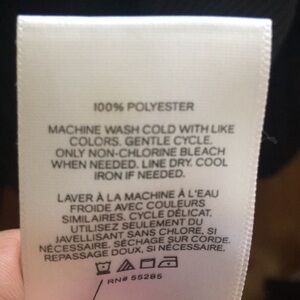 100% POLYESTER
MACHINE WASH COLD WITH LIKE
COLORS. GENTLE CYCLE.
ONLY NON-CHLORINE BLEACH
WHEN NEEDED. LINE DRY. COOL
IRON IF NEEDED.
LAVER À LA MACHINE À L'EAU
FROIDE AVEC COULEURS
SIMILAIRES. CYCLE DÉLICAT.
UTILISEZ SEULEMENT DU
JAVELLISANT SANS CHLORE, SI
NÉCESSAIRE. SÉCHAGE SUR CORDE.
REPASSAGE DOUX, SI NÉCESSAIRE.
RN# 55285